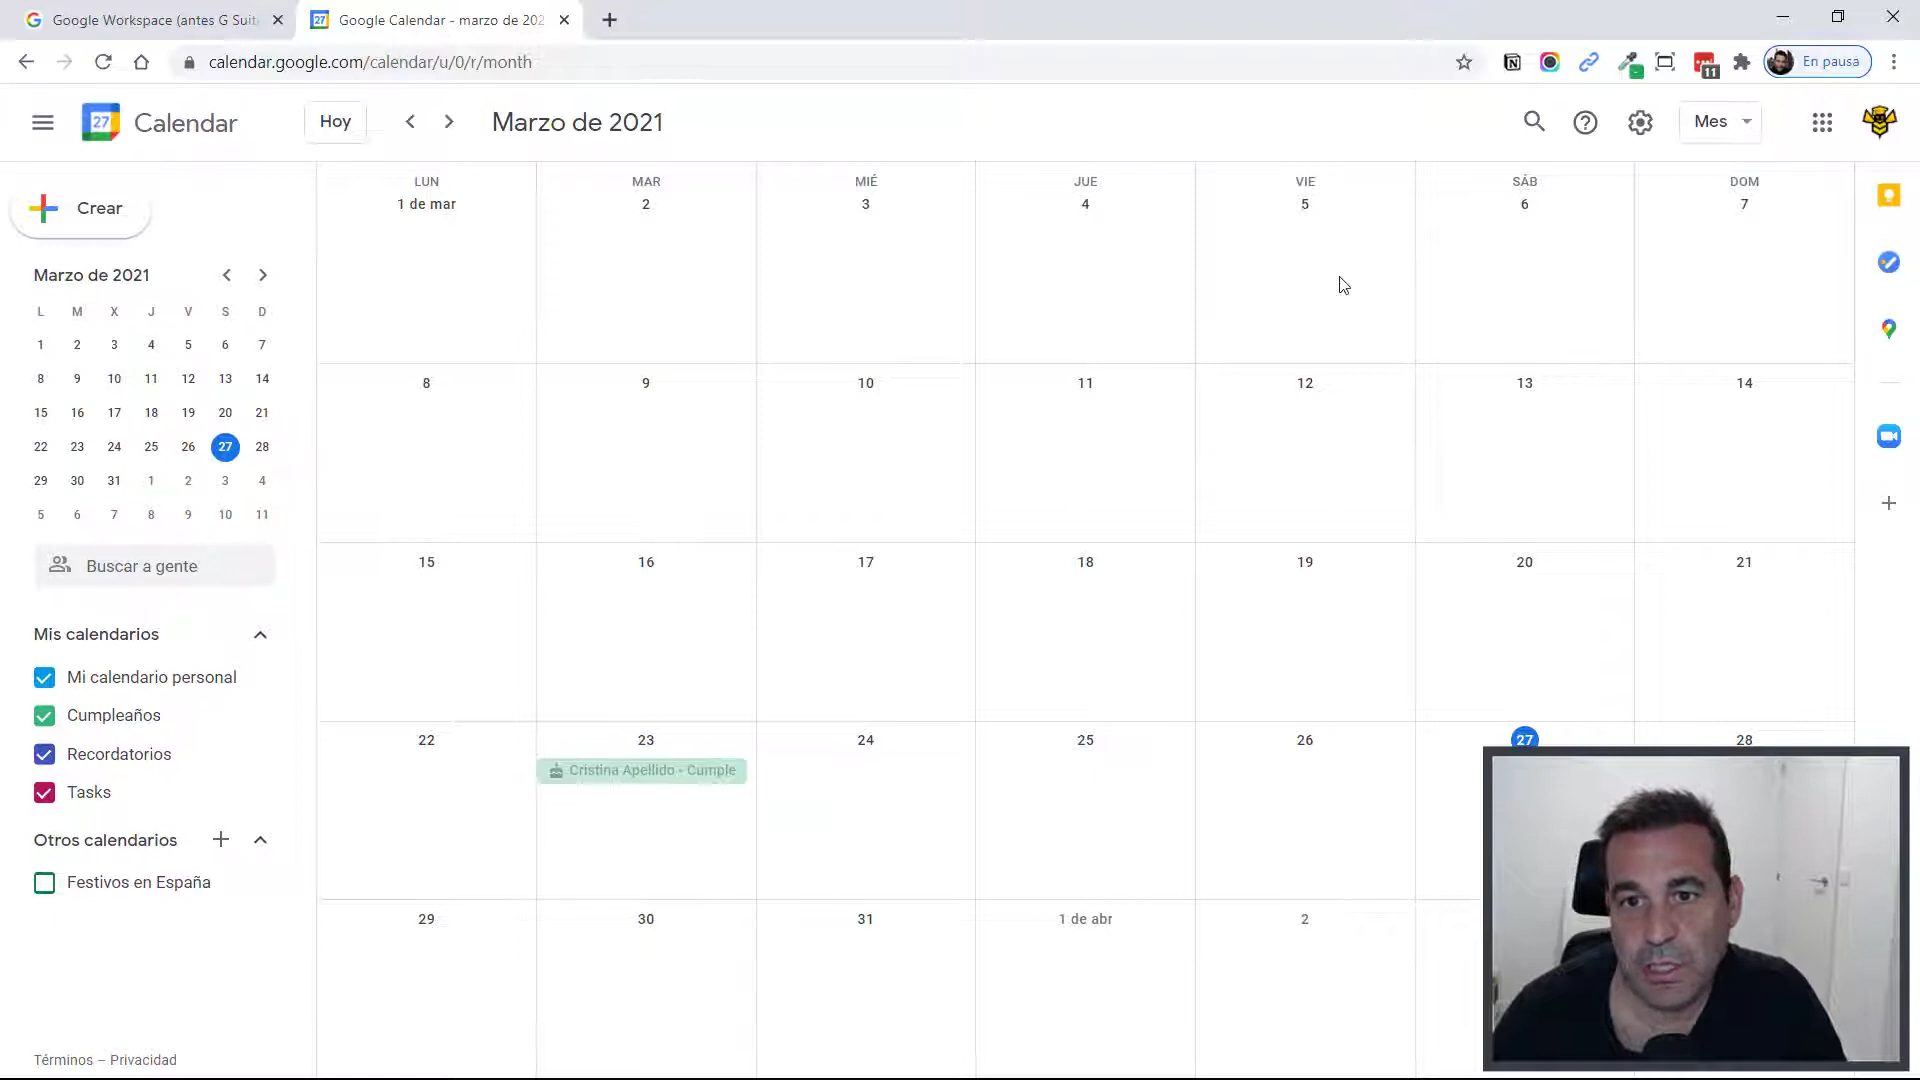 Google Workspace (antes G Suit
Google Calendar - marzo de 202
calendar.google.com/calendar/u/0/r/month
11
En pausa
27
Calendar
Hoy
Marzo de 2021
Mes
Crear
Marzo de 2021
L M X J V S D
1 2 3 4 5 6 7
8 9 10 11 12 13 14
15 16 17 18 19 20 21
22 23 24 25 26 27 28
29 30 31 1 2 3 4
5 6 7 8 9 10 11
Buscar a gente
Mis calendarios
Mi calendario personal
Cumpleaños
Recordatorios
Tasks
Otros calendarios
Festivos en España
Términos – Privacidad
LUN MAR MIÉ JUE VIE SÁB DOM
1 de mar 2 3 4 5 6 7
8 9 10 11 12 13 14
15 16 17 18 19 20 21
22 23 24 25 26 27 28
Cristina Apellido - Cumple
29 30 31 1 de abr 2